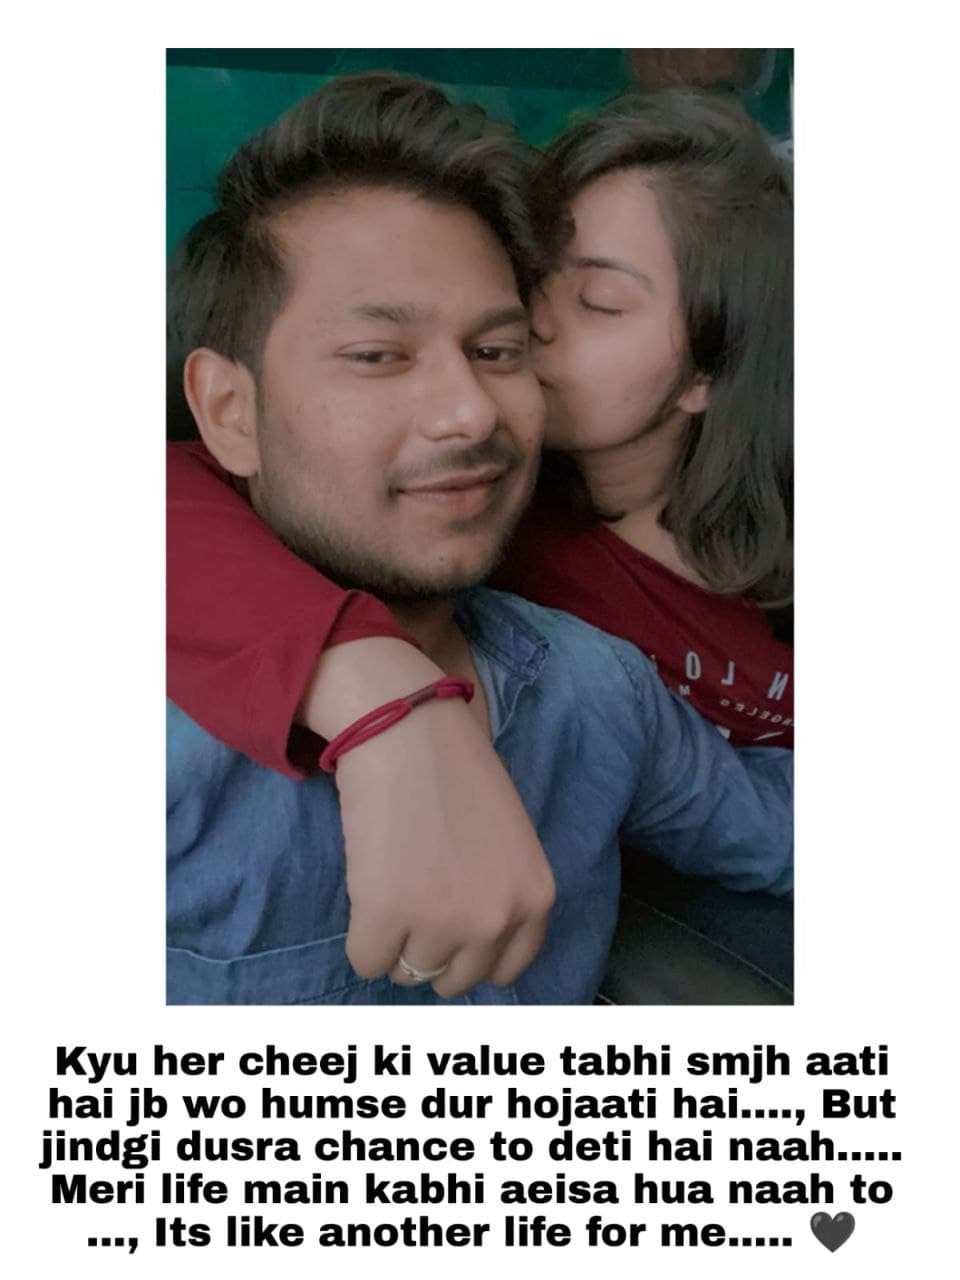 N L O
M
ANGELES
Kyu her cheej ki value tabhi smjh aati
hai jb wo humse dur hojaati hai...., But
jindgi dusra chance to deti hai naah.....
Meri life main kabhi aeisa hua naah to
..., Its like another life for me..... 🖤